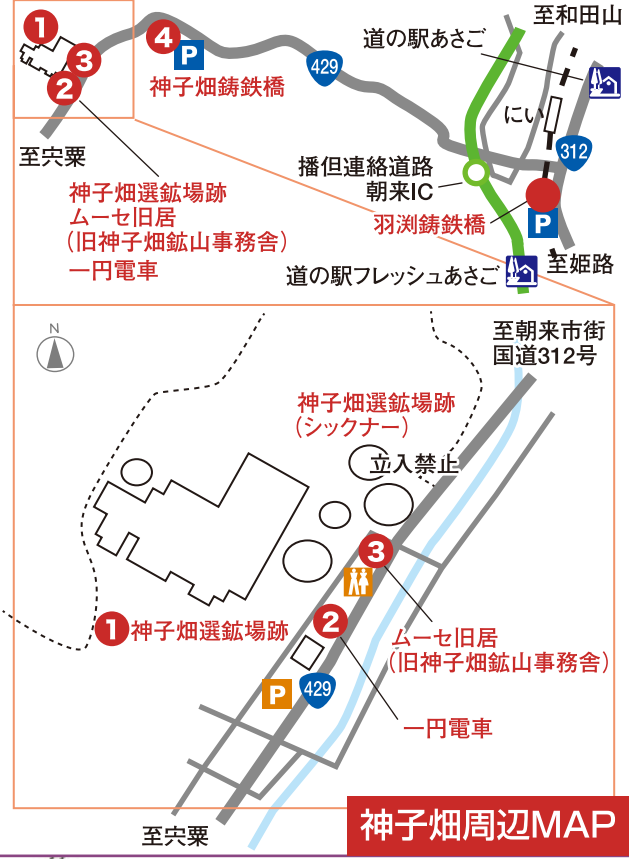 至和田山
1
4
道の駅あさご
3
P
429
神子畑鋳鉄橋
2
にい
312
至宍粟
播但連絡道路
朝来IC
神子畑選鉱場跡
ムーセ旧居
(旧神子畑鉱山事務舎)
一円電車
羽渕鋳鉄橋
P
道の駅フレッシュあさご
至姫路
N
至朝来市街
国道312号
神子畑選鉱場跡
(シックナー)
立入禁止
3
2
1 神子畑選鉱場跡
ムーセ旧居
(旧神子畑鉱山事務舎)
P
429
一円電車
至宍粟
神子畑周辺MAP